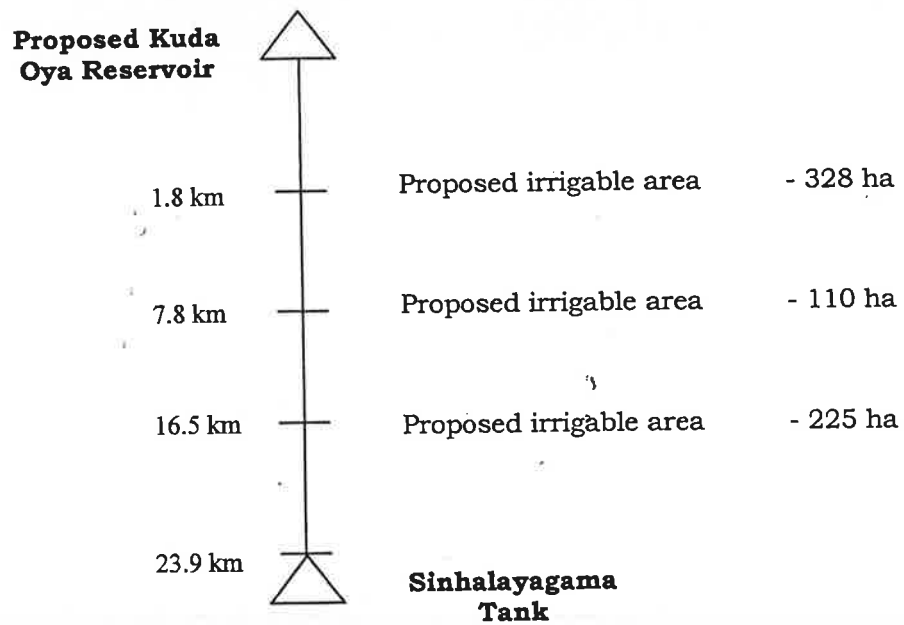 Proposed Kuda
Oya Reservoir
1.8 km Proposed irrigable area - 328 ha
7.8 km Proposed irrigable area - 110 ha
16.5 km Proposed irrigable area - 225 ha
23.9 km
Sinhalayagama
Tank